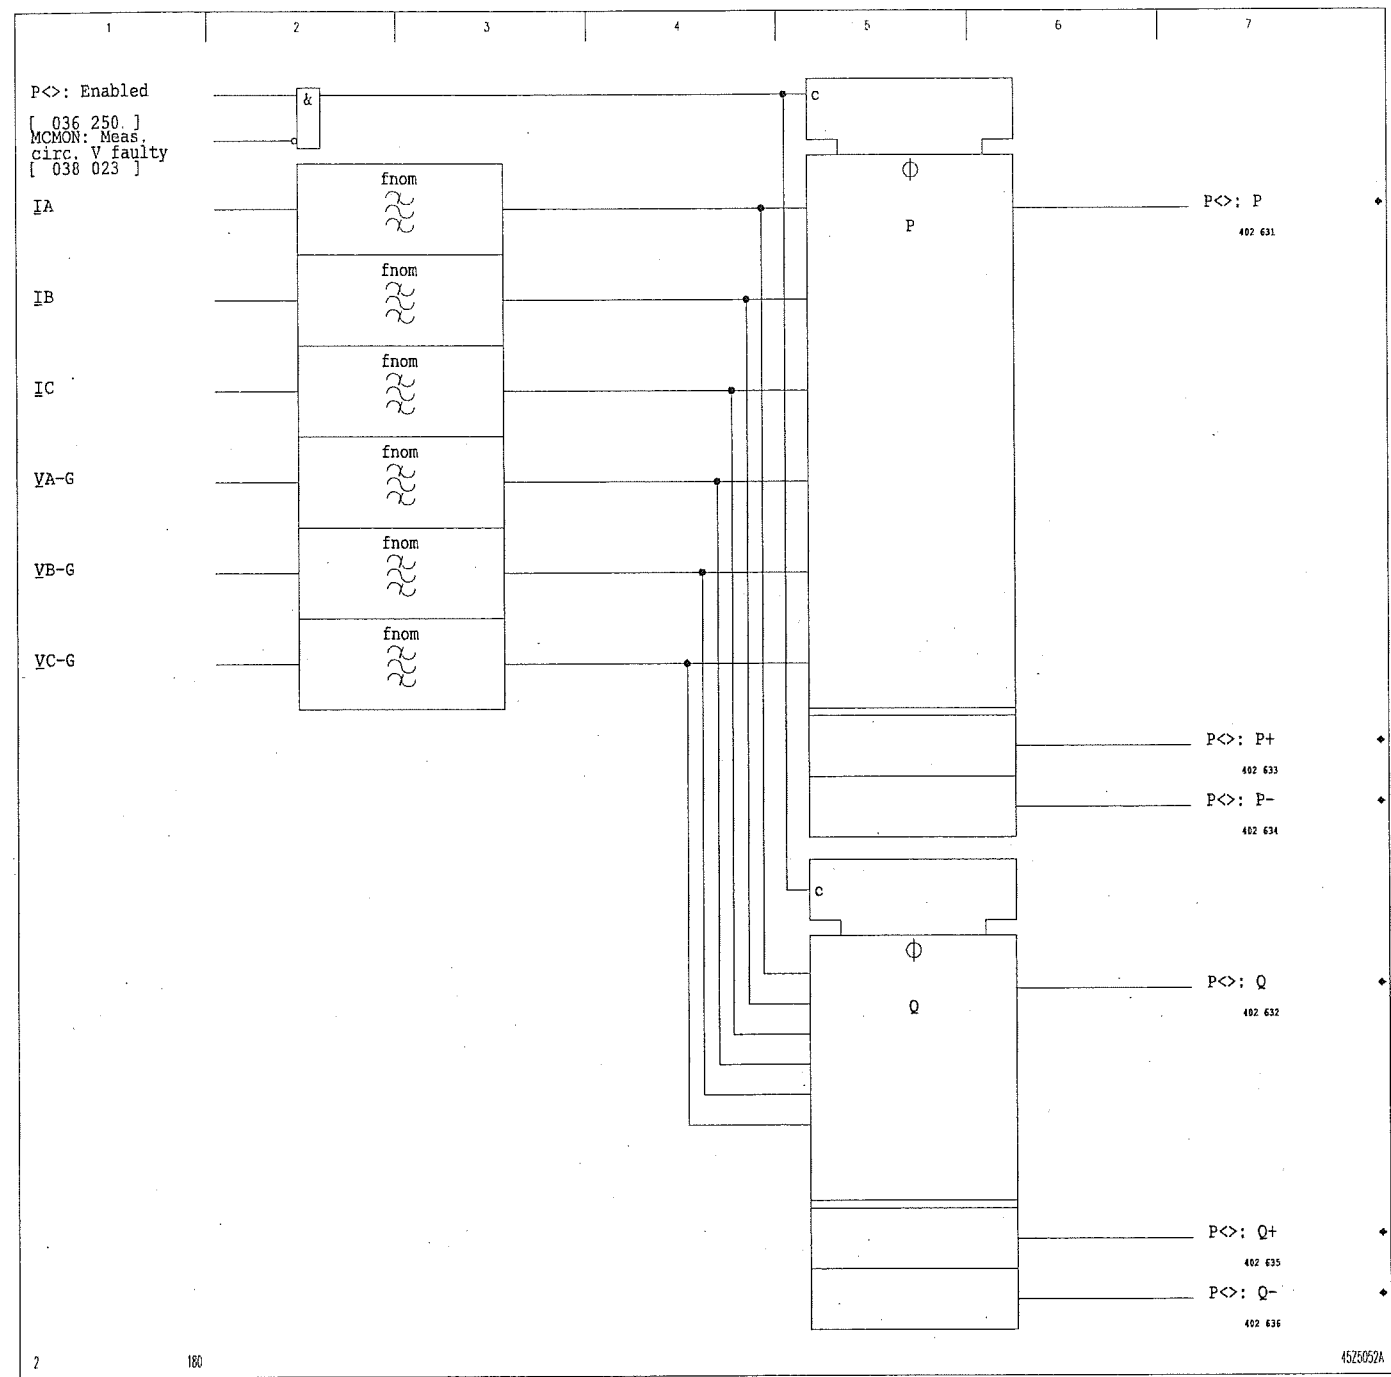 1 2 3 4 5 6 7
P<>: Enabled
[ 036 250. ]
MCMON: Meas.
circ. V faulty
[ 038 023 ]
&
c
fnom
IA
P
P<>: P
402 631
fnom
IB
fnom
IC
fnom
VA-G
fnom
VB-G
fnom
VC-G
P<>: P+
402 633
P<>: P-
402 634
c
Q
P<>: Q
402 632
P<>: Q+
402 635
P<>: Q-
402 636
2 180 45Z5052A